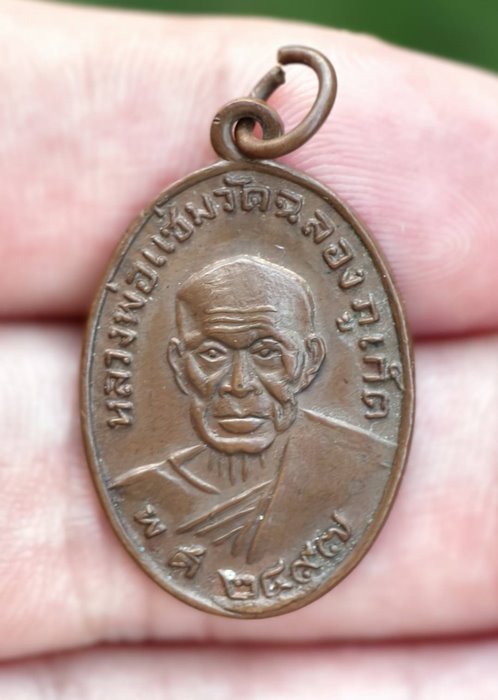 หลวงพ่อแช่มวัดฉลองภูเก็ต
พ ศ ๒๔๙๗